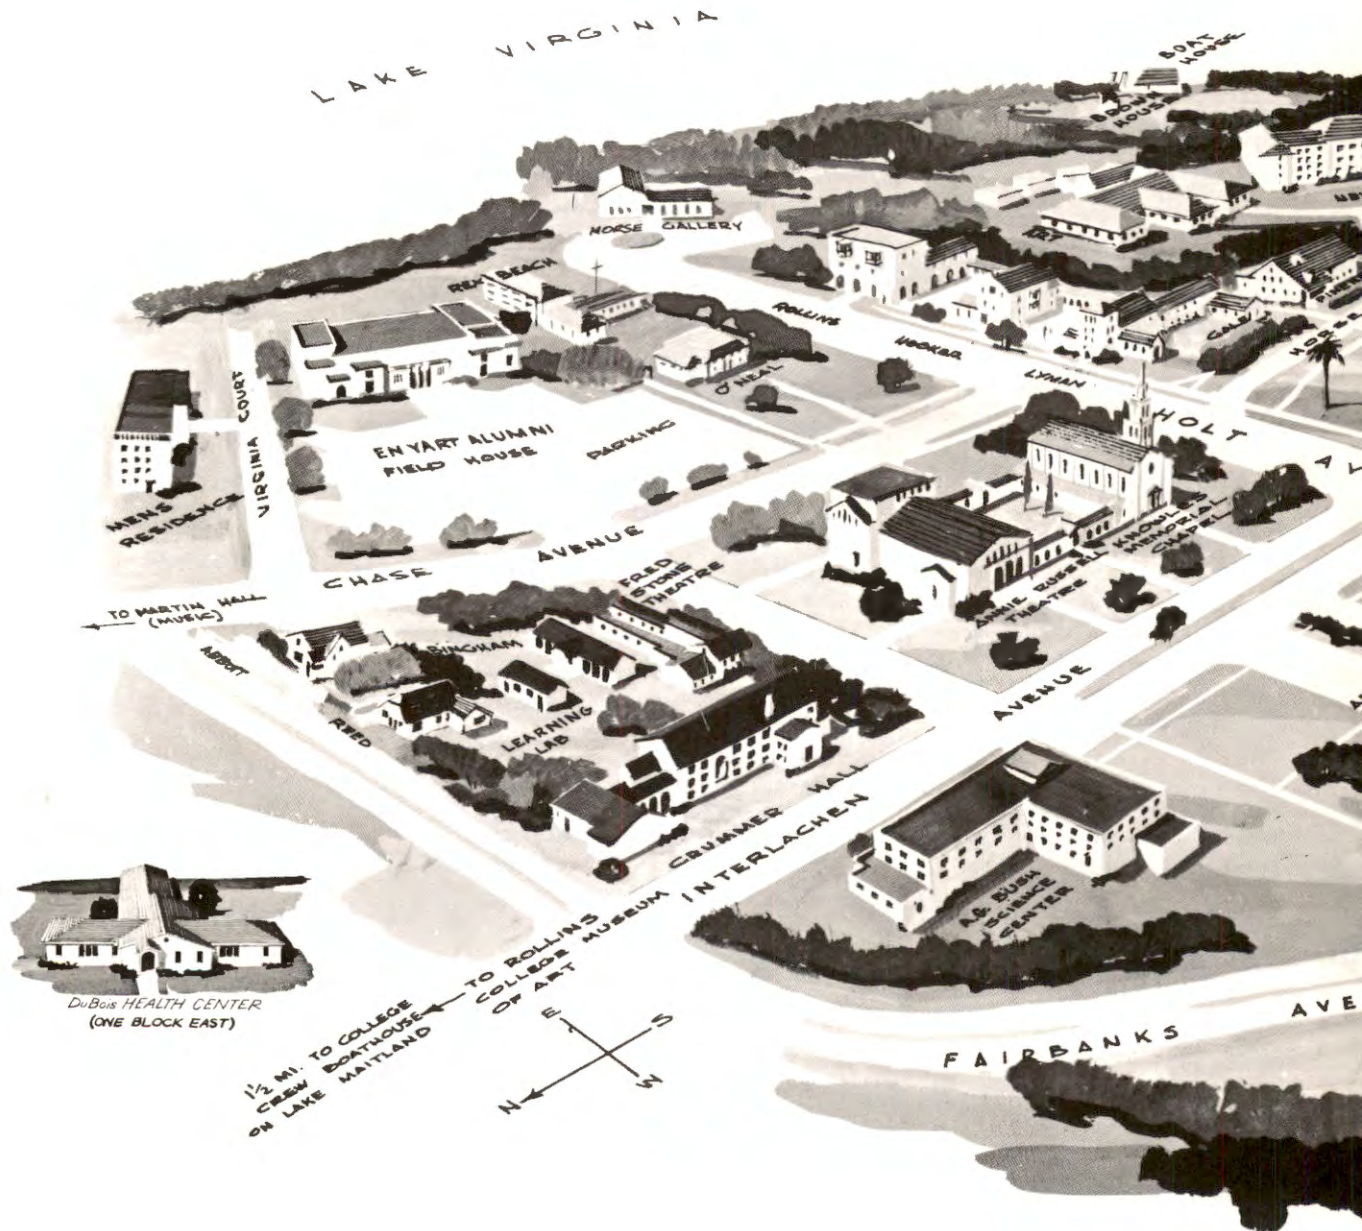 LAKE VIRGINIA
BOAT
HOUSE
BROWN
HOUSE
MORSE GALLERY
ART
REX BEACH
ROLLINS
HOOKER
LYMAN
O'NEAL
HOLT
VIRGINIA COURT
ENYART ALUMNI
FIELD HOUSE
PARKING
MENS
RESIDENCE
CHASE AVENUE
KNOWLES
MEMORIAL
CHAPEL
ANNIE RUSSELL
THEATRE
FRED
STONE
THEATRE
TO MARTIN HALL
(MUSIC)
BINGHAM
REED
LEARNING
LAB
CRUMMER HALL
INTERLACHEN AVENUE
A.G. BUSH
SCIENCE
CENTER
DuBois HEALTH CENTER
(ONE BLOCK EAST)
TO ROLLINS
COLLEGE MUSEUM
OF ART
1½ MI. TO COLLEGE
CREW BOATHOUSE
ON LAKE MAITLAND
E
S
N
W
FAIRBANKS AVE